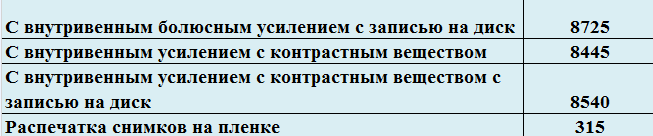 С внутривенным болюсным усилением с записью на диск 8725
С внутривенным усилением с контрастным веществом 8445
С внутривенным усилением с контрастным веществом с
записью на диск 8540
Распечатка снимков на пленке 315